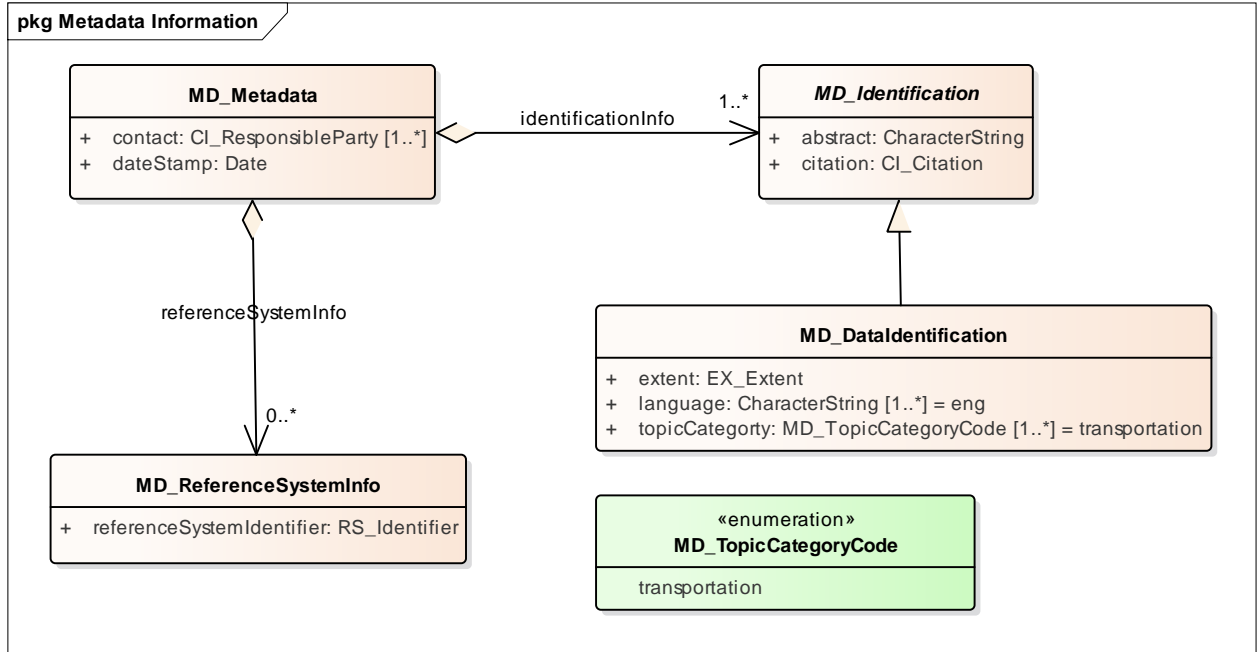 pkg Metadata Information
MD_Metadata
+ contact: CI_ResponsibleParty [1..*]
+ dateStamp: Date
identificationInfo
1..*
MD_Identification
+ abstract: CharacterString
+ citation: CI_Citation
referenceSystemInfo
0..*
MD_DataIdentification
+ extent: EX_Extent
+ language: CharacterString [1..*] = eng
+ topicCategorty: MD_TopicCategoryCode [1..*] = transportation
MD_ReferenceSystemInfo
+ referenceSystemIdentifier: RS_Identifier
«enumeration»
MD_TopicCategoryCode
transportation